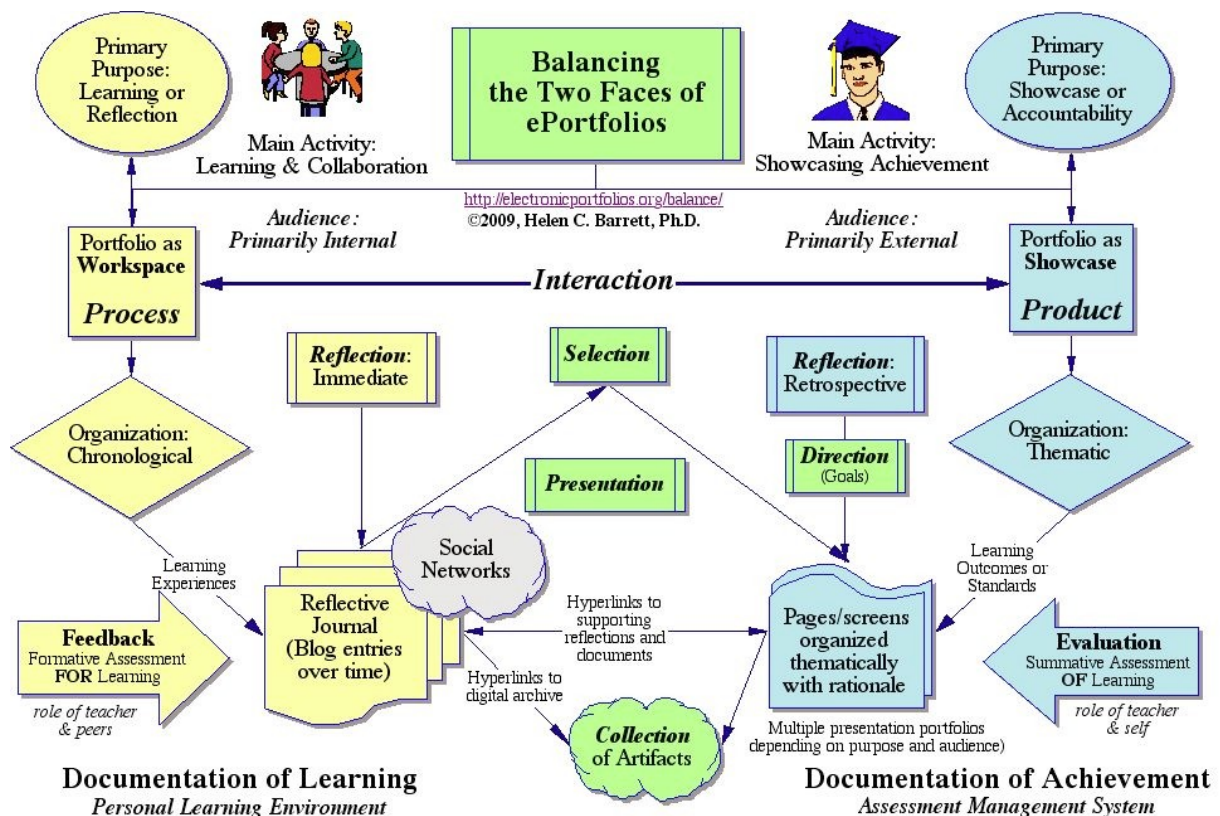 Primary
Purpose:
Learning or
Reflection
Main Activity:
Learning & Collaboration
Balancing
the Two Faces of
ePortfolios
Main Activity:
Showcasing Achievement
Primary
Purpose:
Showcase or
Accountability
http://electronicportfolios.org/balance/
©2009, Helen C. Barrett, Ph.D.
Audience:
Primarily Internal
Audience:
Primarily External
Portfolio as
Workspace
Process
Interaction
Portfolio as
Showcase
Product
Reflection:
Immediate
Selection
Reflection:
Retrospective
Organization:
Chronological
Presentation
Direction
(Goals)
Organization:
Thematic
Learning
Experiences
Social
Networks
Learning
Outcomes or
Standards
Feedback
Formative Assessment
FOR Learning
role of teacher
& peers
Reflective
Journal
(Blog entries
over time)
Hyperlinks to
supporting
reflections and
documents
Hyperlinks to
digital archive
Collection
of Artifacts
Pages/screens
organized
thematically
with rationale
Multiple presentation portfolios
depending on purpose and audience)
Evaluation
Summative Assessment
OF Learning
role of teacher
& self
Documentation of Learning
Personal Learning Environment
Documentation of Achievement
Assessment Management System